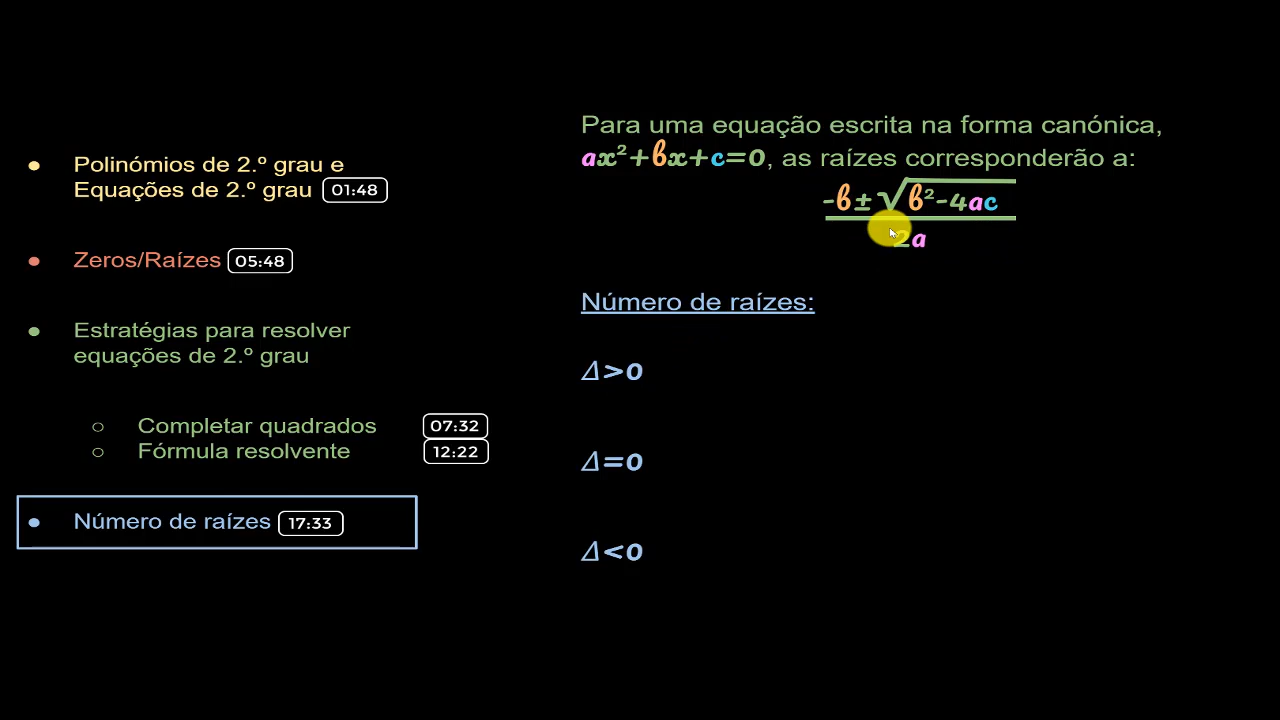 Polinómios de 2.º grau e
Equações de 2.º grau 01:48
Zeros/Raízes 05:48
Estratégias para resolver
equações de 2.º grau
Completar quadrados 07:32
Fórmula resolvente 12:22
Número de raízes 17:33
Para uma equação escrita na forma canónica,
ax²+bx+c=0, as raízes corresponderão a:
-b±√b²-4ac
2a
Número de raízes:
Δ>0
Δ=0
Δ<0